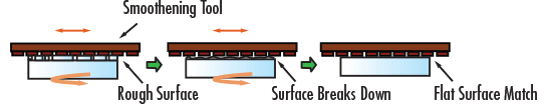 Smoothening Tool
Rough Surface
Surface Breaks Down
Flat Surface Match